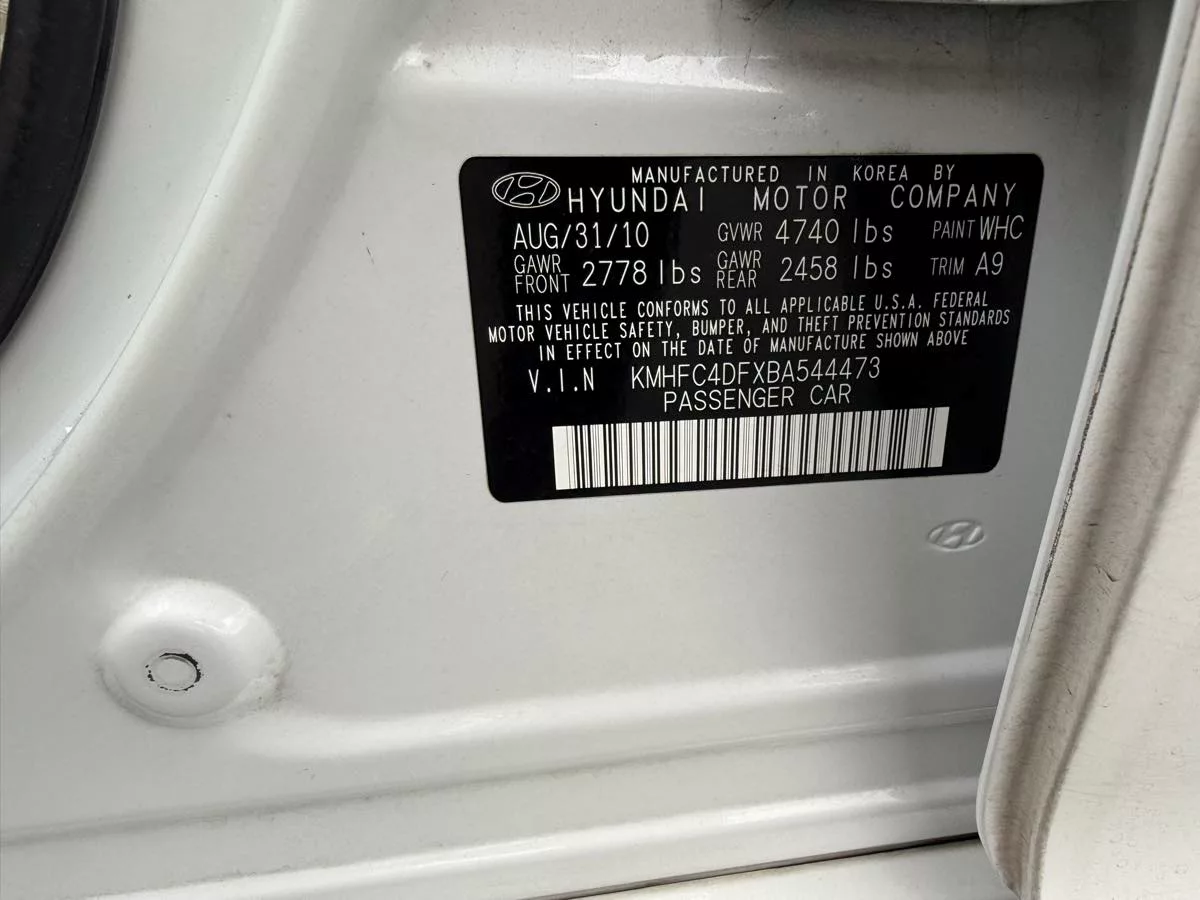 MANUFACTURED IN KOREA BY
HYUNDAI MOTOR COMPANY
AUG/31/10 GVWR 4740 lbs PAINT WHC
GAWR FRONT 2778 lbs GAWR REAR 2458 lbs TRIM A9
THIS VEHICLE CONFORMS TO ALL APPLICABLE U.S.A. FEDERAL
MOTOR VEHICLE SAFETY, BUMPER, AND THEFT PREVENTION STANDARDS
IN EFFECT ON THE DATE OF MANUFACTURE SHOWN ABOVE
V.I.N KMHFC4DFXBA544473
PASSENGER CAR